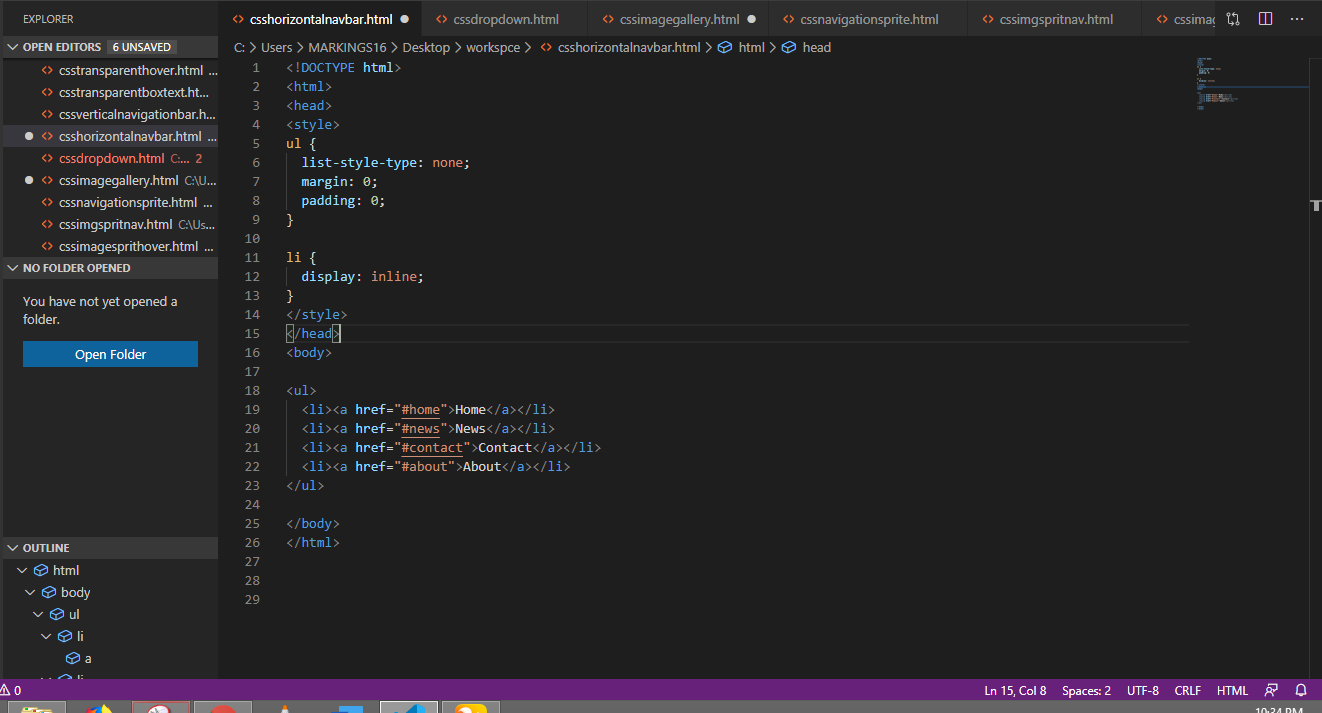 EXPLORER
OPEN EDITORS 6 UNSAVED
csstransparenthover.html ...
csstransparentboxtext.ht...
cssverticalnavigationbar.h...
csshorizontalnavbar.html ...
cssdropdown.html C:... 2
cssimagegallery.html C:\U...
cssnavigationsprite.html ...
cssimgspritnav.html C:\Us...
cssimagesprithover.html ...
NO FOLDER OPENED
You have not yet opened a
folder.
Open Folder
OUTLINE
html
body
ul
li
a
li
csshorizontalnavbar.html cssdropdown.html cssimagegallery.html cssnavigationsprite.html cssimgspritnav.html cssimag
C: > Users > MARKINGS16 > Desktop > workspce > csshorizontalnavbar.html > html > head
1 <!DOCTYPE html>
2 <html>
3 <head>
4 <style>
5 ul {
6 list-style-type: none;
7 margin: 0;
8 padding: 0;
9 }
10
11 li {
12 display: inline;
13 }
14 </style>
15 </head>
16 <body>
17
18 <ul>
19 <li><a href="#home">Home</a></li>
20 <li><a href="#news">News</a></li>
21 <li><a href="#contact">Contact</a></li>
22 <li><a href="#about">About</a></li>
23 </ul>
24
25 </body>
26 </html>
27
28
29
0 Ln 15, Col 8 Spaces: 2 UTF-8 CRLF HTML
10:34 PM